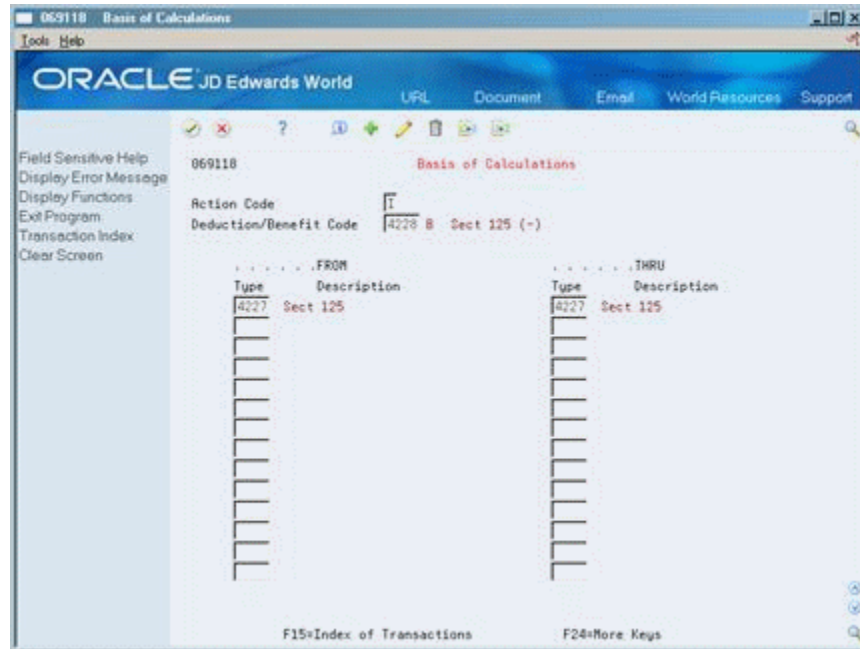 069118 Basis of Calculations
Tools Help
ORACLE JD Edwards World
URL Document Email World Resources Support
Field Sensitive Help
Display Error Message
Display Functions
Exit Program
Transaction Index
Clear Screen
069118 Basis of Calculations
Action Code I
Deduction/Benefit Code 4228 B Sect 125 (-)
. . . . . .FROM . . . . . .THRU
Type Description Type Description
4227 Sect 125 4227 Sect 125
F15=Index of Transactions F24=More Keys